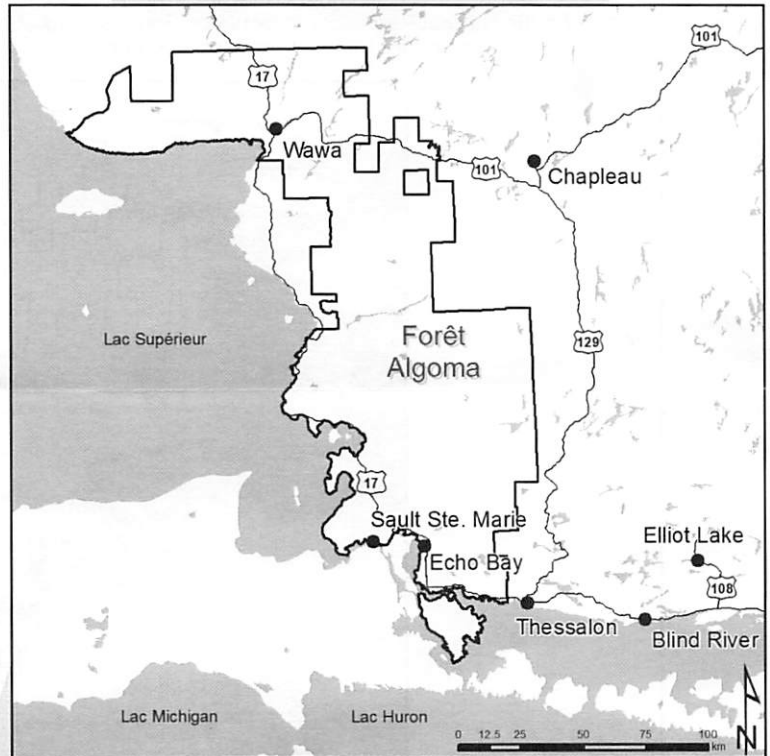 101
17
Wawa
101
Chapleau
Lac Supérieur
Forêt
Algoma
129
17
Sault Ste. Marie
Echo Bay
Elliot Lake
108
Thessalon
Blind River
Lac Michigan
Lac Huron
0 12.5 25 50 75 100
km
N